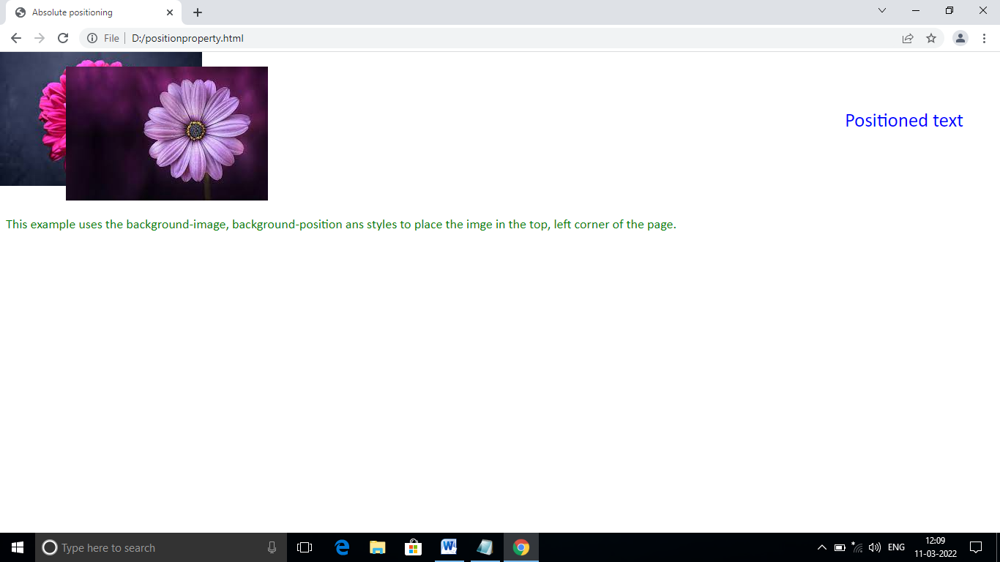 Absolute positioning
File D:/positionproperty.html
Positioned text
This example uses the background-image, background-position ans styles to place the imge in the top, left corner of the page.
Type here to search
ENG
12:09
11-03-2022